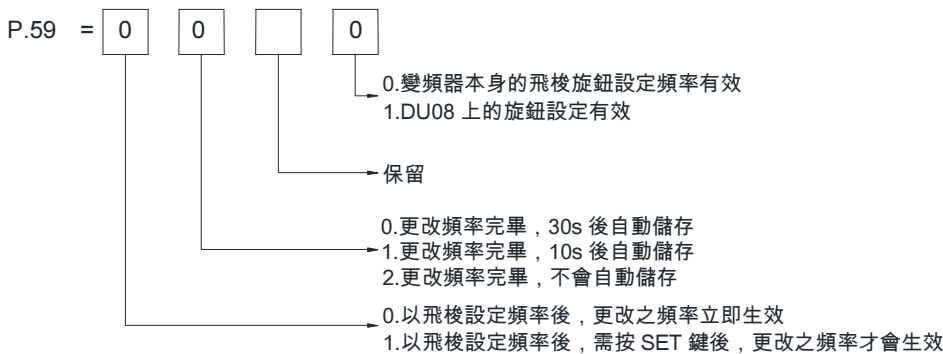 P.59 = 0 0 0
0.變頻器本身的飛梭旋鈕設定頻率有效
1.DU08 上的旋鈕設定有效
保留
0.更改頻率完畢，30s 後自動儲存
1.更改頻率完畢，10s 後自動儲存
2.更改頻率完畢，不會自動儲存
0.以飛梭設定頻率後，更改之頻率立即生效
1.以飛梭設定頻率後，需按 SET 鍵後，更改之頻率才會生效